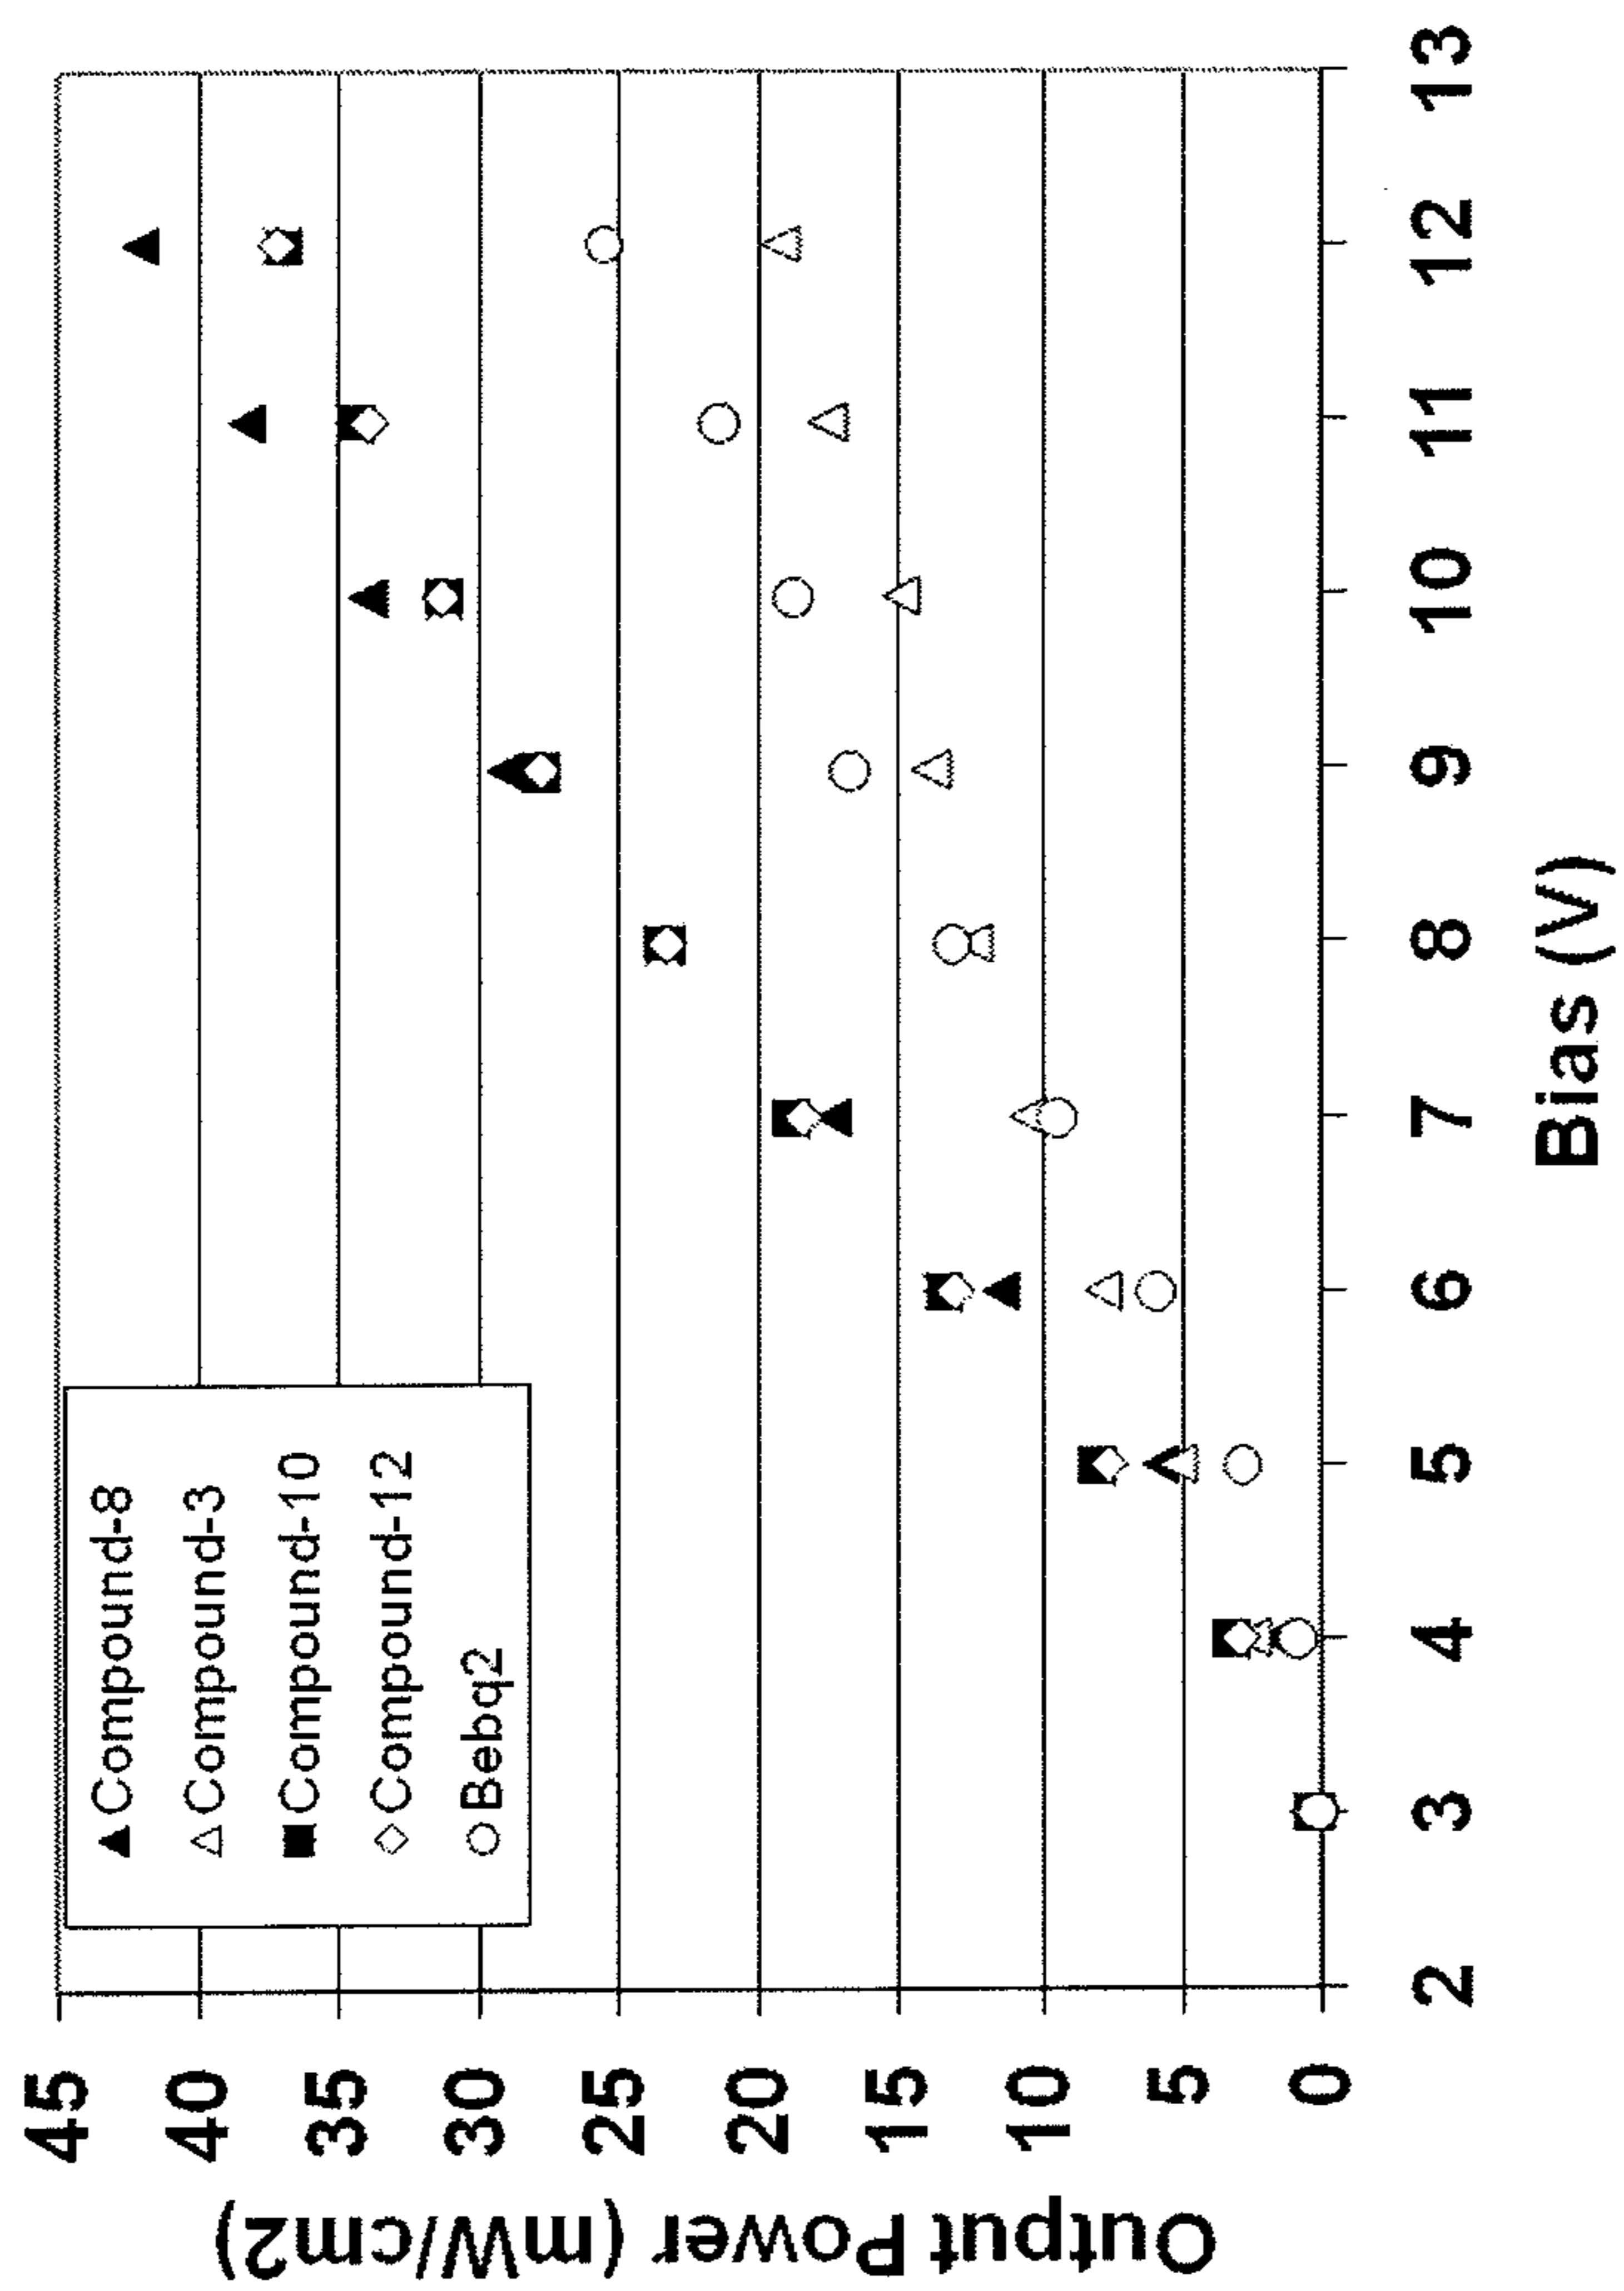 Output Power (mW/cm2)
45
40
35
30
25
20
15
10
5
0
Compound-8
Compound-3
Compound-10
Compound-12
Bebq2
2 3 4 5 6 7 8 9 10 11 12 13
Bias (V)